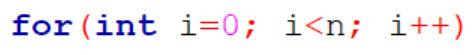 for(int i=0; i<n; i++)